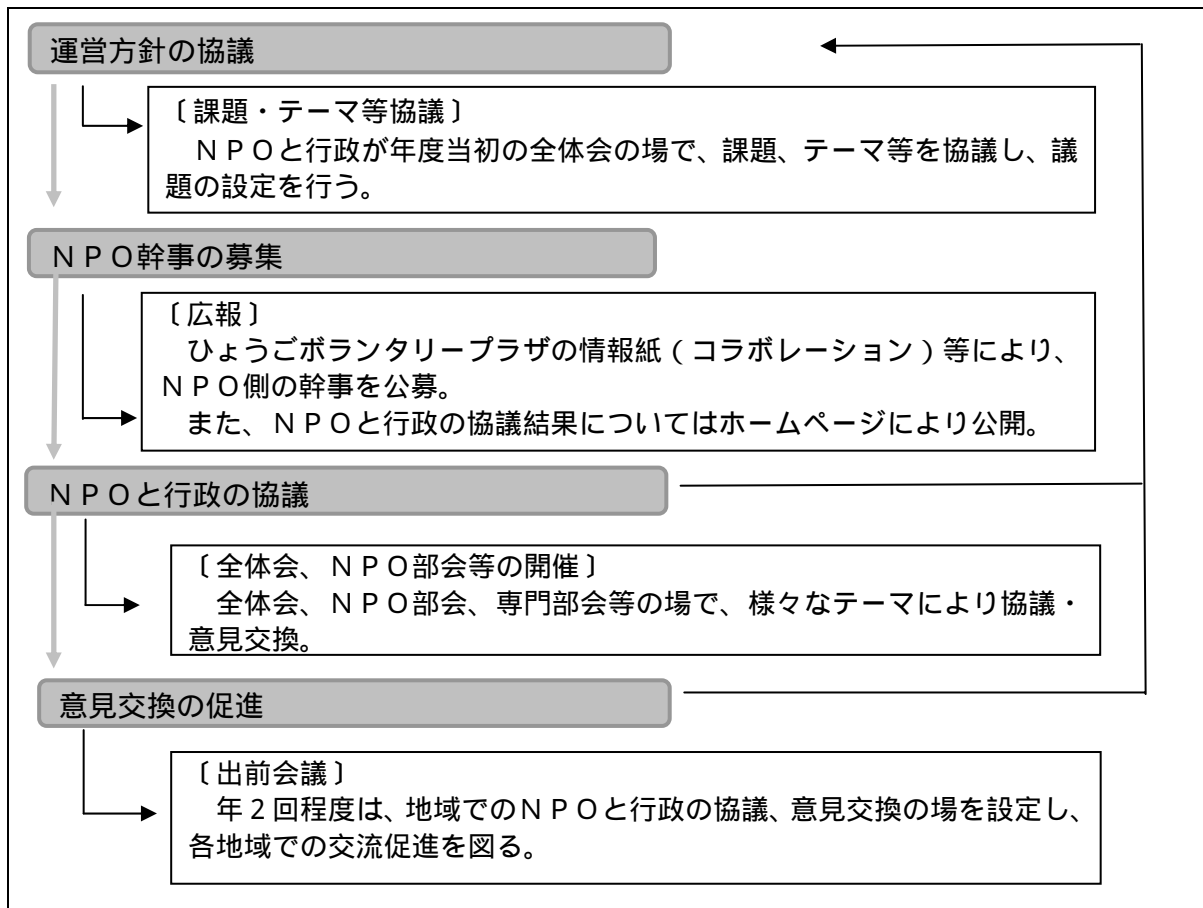 運営方針の協議
〔課題・テーマ等協議〕
ＮＰＯと行政が年度当初の全体会の場で、課題、テーマ等を協議し、議
題の設定を行う。
ＮＰＯ幹事の募集
〔広報〕
ひょうごボランタリープラザの情報紙（コラボレーション）等により、
ＮＰＯ側の幹事を公募。
また、ＮＰＯと行政の協議結果についてはホームページにより公開。
ＮＰＯと行政の協議
〔全体会、ＮＰＯ部会等の開催〕
全体会、ＮＰＯ部会、専門部会等の場で、様々なテーマにより協議・
意見交換。
意見交換の促進
〔出前会議〕
年２回程度は、地域でのＮＰＯと行政の協議、意見交換の場を設定し、
各地域での交流促進を図る。